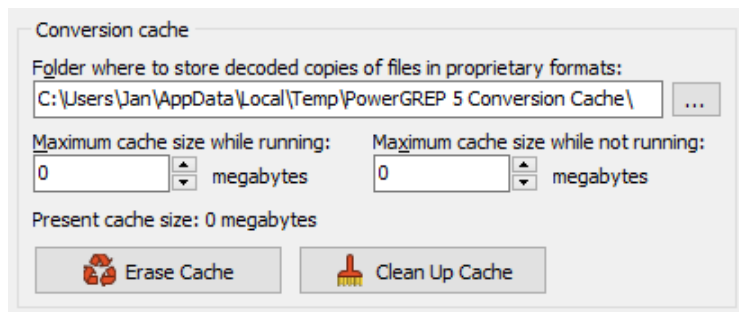 Conversion cache
Folder where to store decoded copies of files in proprietary formats:
C:\Users\Jan\AppData\Local\Temp\PowerGREP 5 Conversion Cache\ ...
Maximum cache size while running: Maximum cache size while not running:
0 megabytes 0 megabytes
Present cache size: 0 megabytes
Erase Cache Clean Up Cache